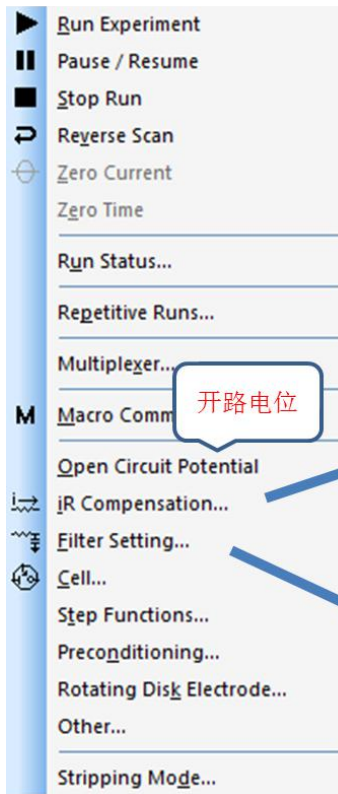 Run Experiment
Pause / Resume
Stop Run
Reverse Scan
Zero Current
Zero Time
Run Status...
Repetitive Runs...
Multiplexer...
开路电位
M Macro Comm
Open Circuit Potential
iR Compensation...
Filter Setting...
Cell...
Step Functions...
Preconditioning...
Rotating Disk Electrode...
Other...
Stripping Mode...